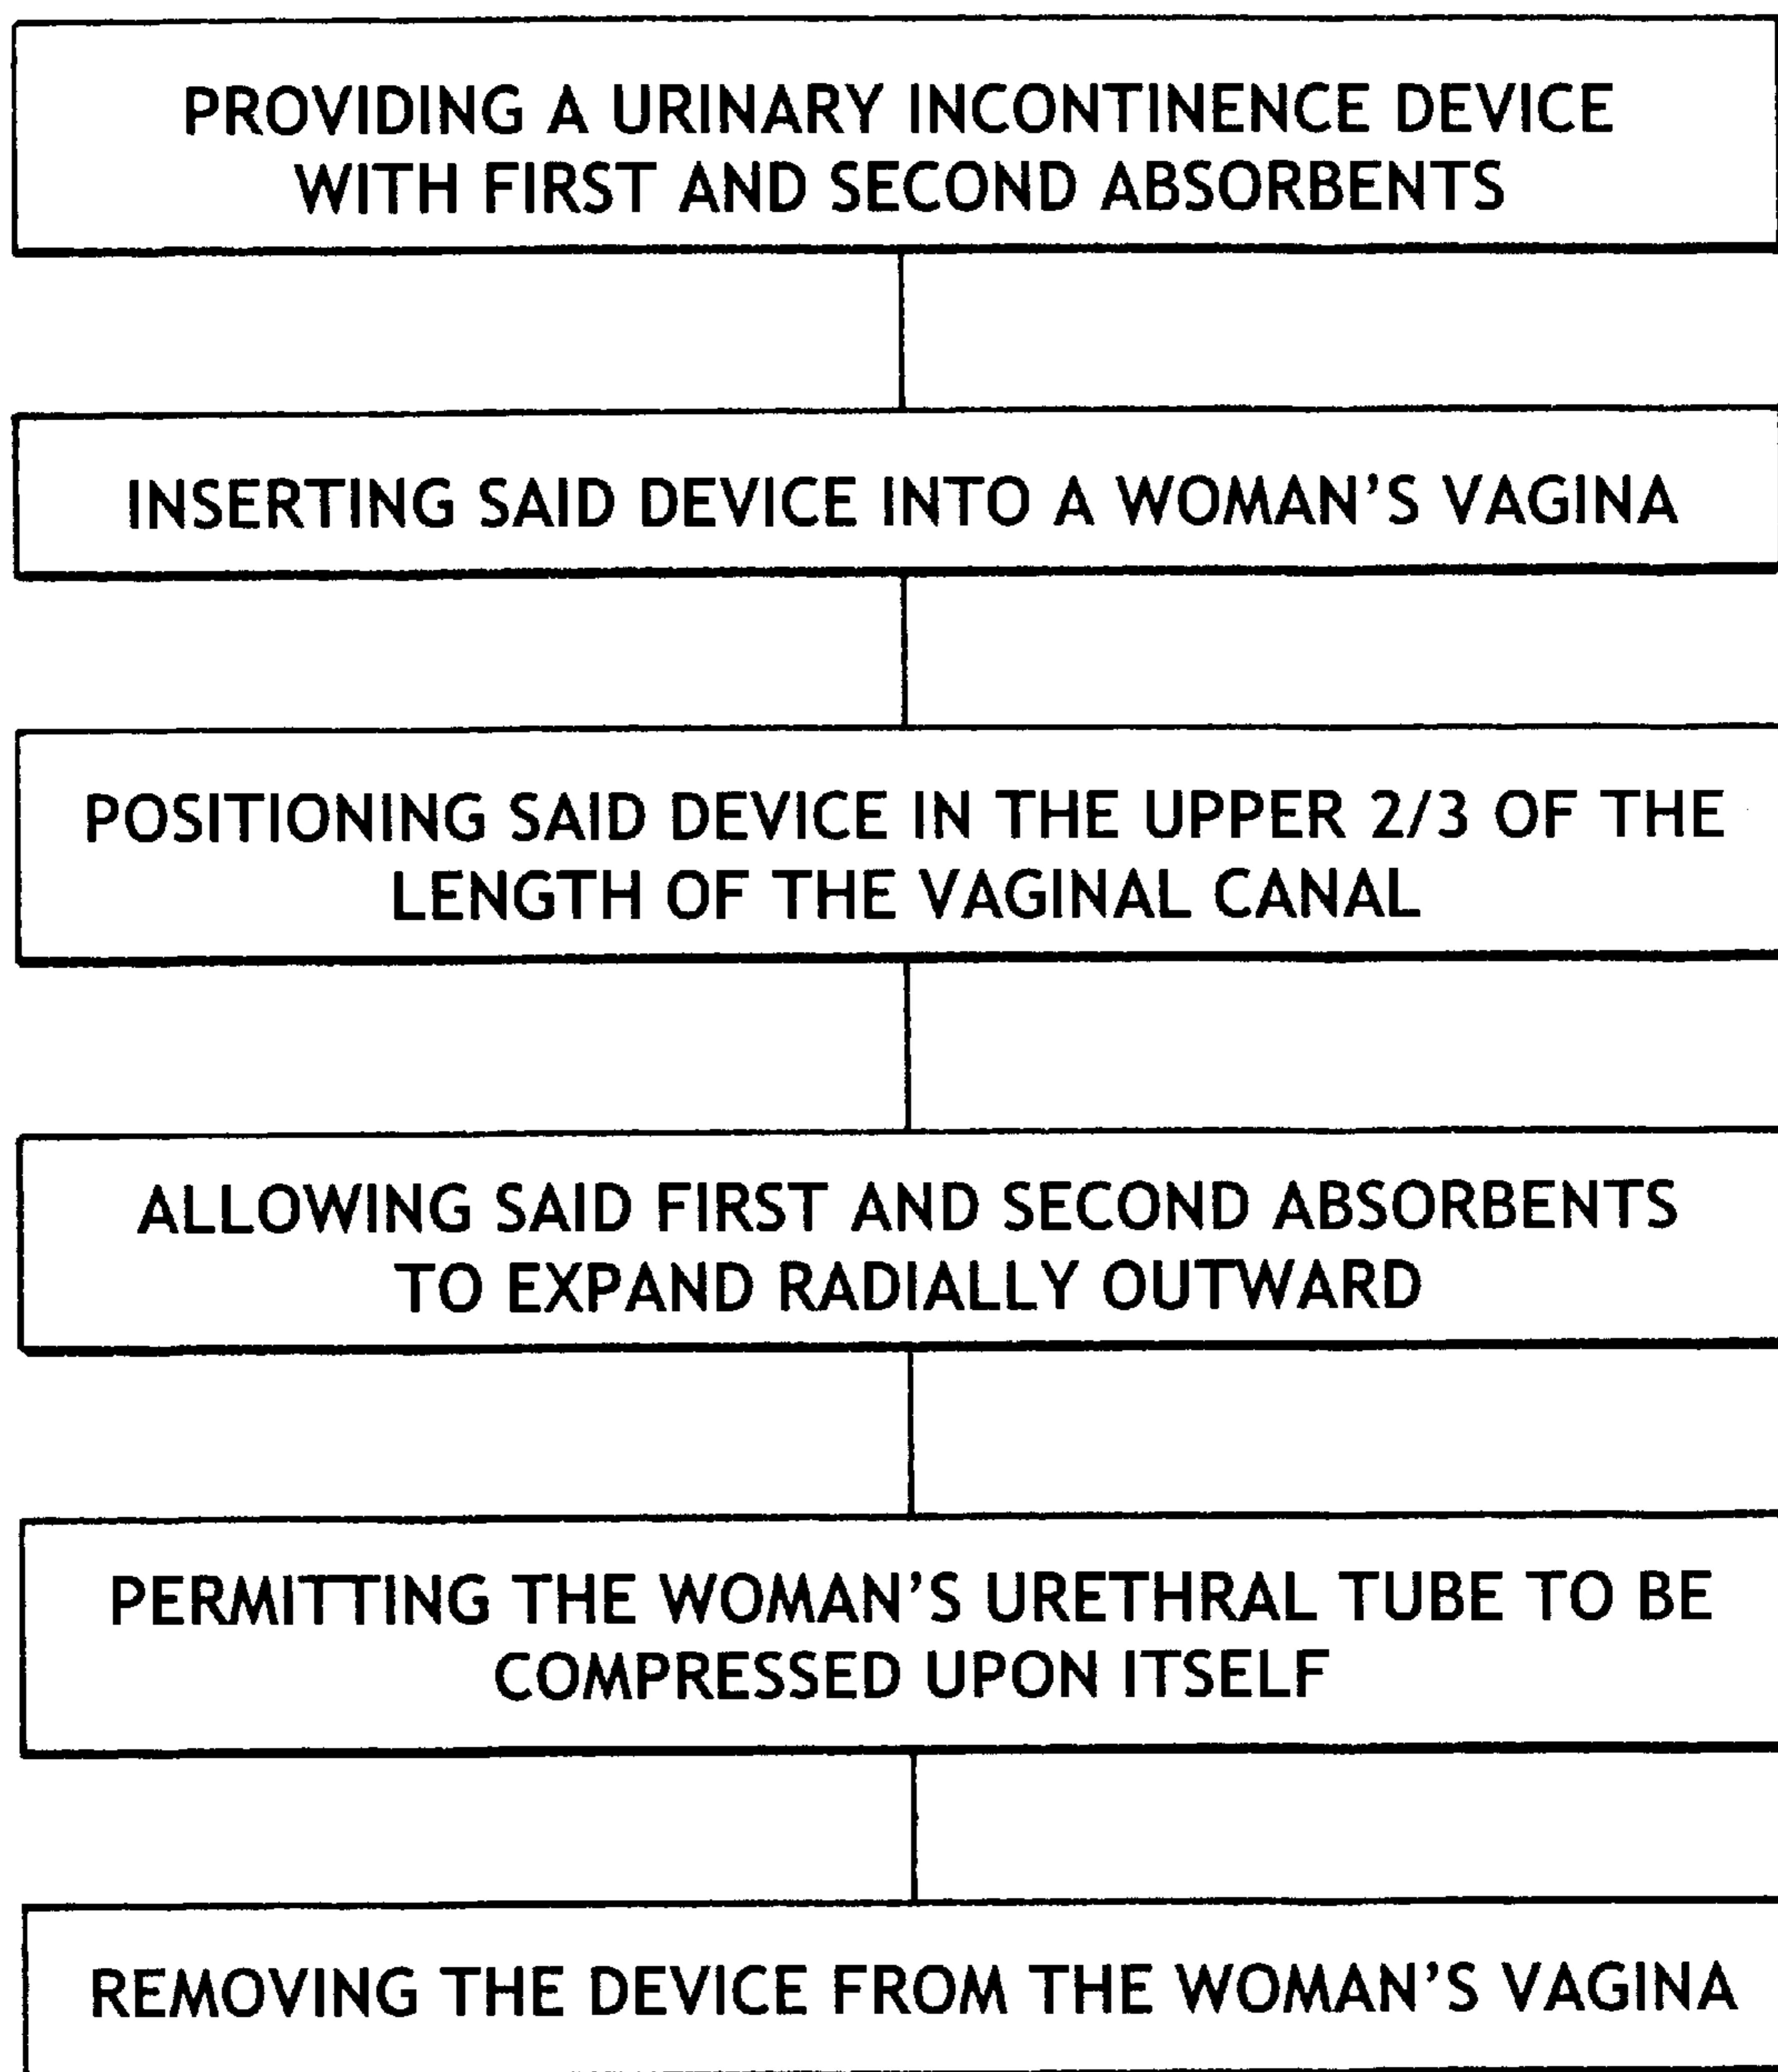 PROVIDING A URINARY INCONTINENCE DEVICE
WITH FIRST AND SECOND ABSORBENTS
INSERTING SAID DEVICE INTO A WOMAN'S VAGINA
POSITIONING SAID DEVICE IN THE UPPER 2/3 OF THE
LENGTH OF THE VAGINAL CANAL
ALLOWING SAID FIRST AND SECOND ABSORBENTS
TO EXPAND RADIALLY OUTWARD
PERMITTING THE WOMAN'S URETHRAL TUBE TO BE
COMPRESSED UPON ITSELF
REMOVING THE DEVICE FROM THE WOMAN'S VAGINA